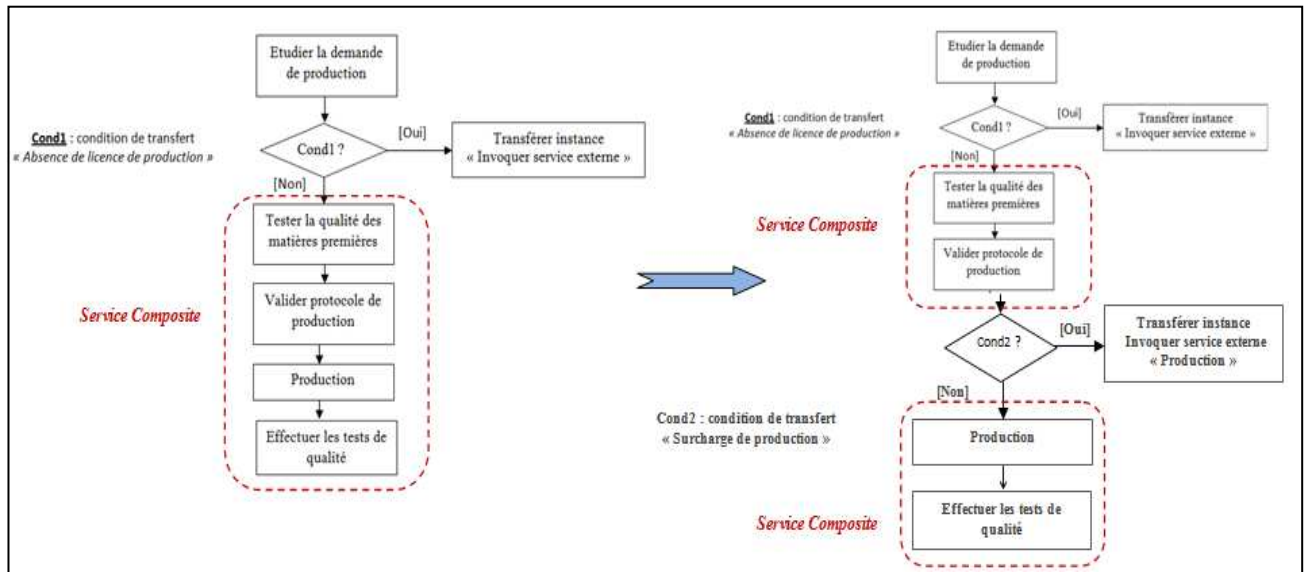 Etudier la demande
de production
Cond1 : condition de transfert
« Absence de licence de production »
Cond1 ?
[Oui]
Transférer instance
« Invoquer service externe »
[Non]
Tester la qualité des
matières premières
Valider protocole de
production
Production
Effectuer les tests de
qualité
Service Composite
Etudier la demande
de production
Cond1 : condition de transfert
« Absence de licence de production »
Cond1 ?
[Oui]
Transférer instance
« Invoquer service externe »
[Non]
Tester la qualité des
matières premières
Valider protocole de
production
Service Composite
Cond2 ?
[Oui]
Transférer instance
Invoquer service externe
« Production »
[Non]
Cond2 : condition de transfert
« Surcharge de production »
Production
Effectuer les tests de
qualité
Service Composite